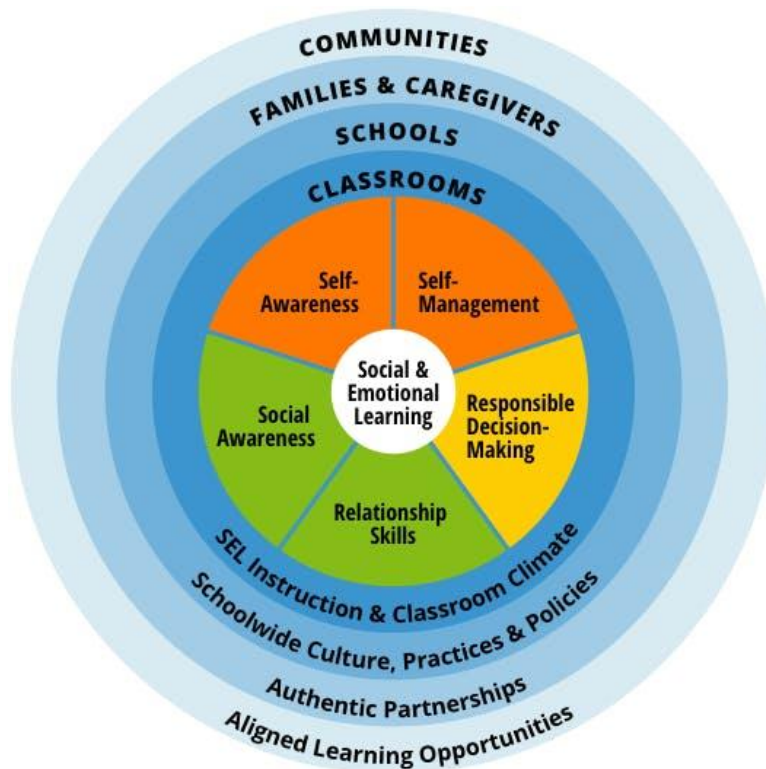 COMMUNITIES
FAMILIES & CAREGIVERS
SCHOOLS
CLASSROOMS
Self-
Awareness
Self-
Management
Social &
Emotional
Learning
Social
Awareness
Responsible
Decision-
Making
Relationship
Skills
SEL Instruction & Classroom Climate
Schoolwide Culture, Practices & Policies
Authentic Partnerships
Aligned Learning Opportunities